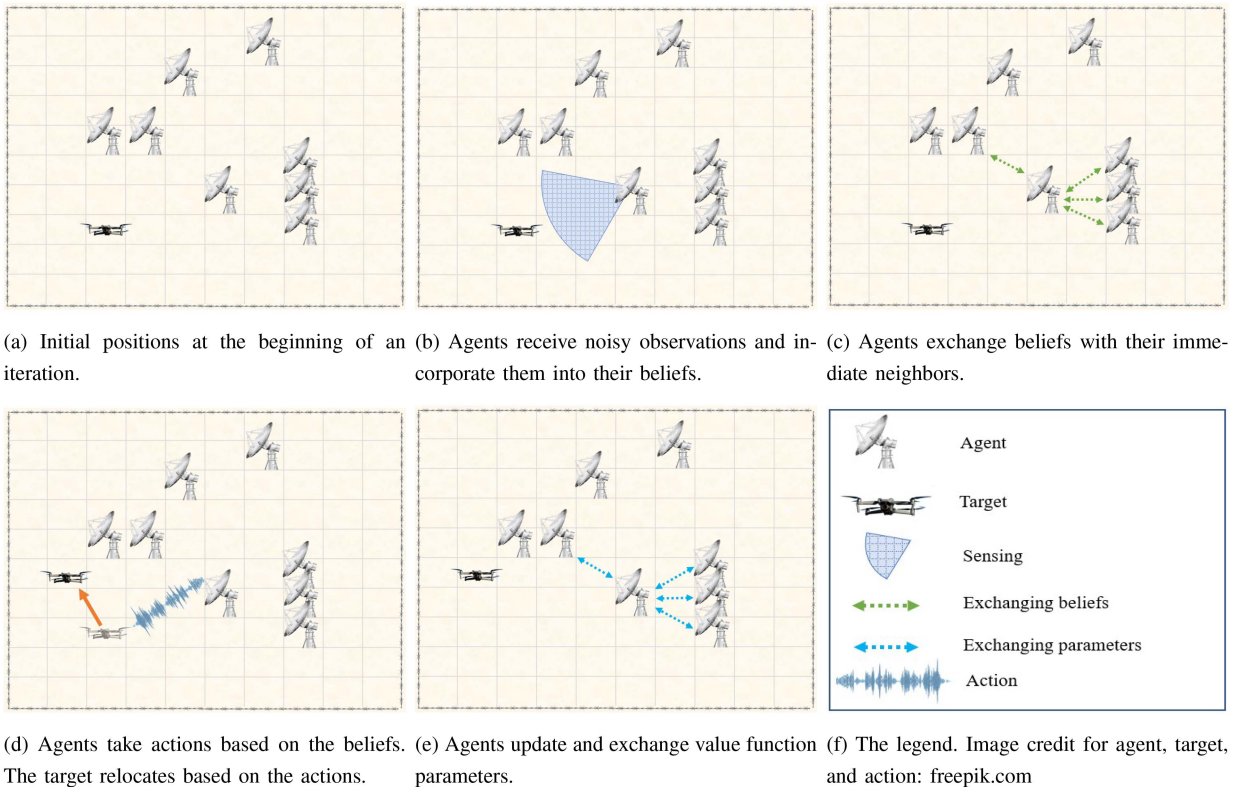 (a) Initial positions at the beginning of an
iteration.
(b) Agents receive noisy observations and in-
corporate them into their beliefs.
(c) Agents exchange beliefs with their imme-
diate neighbors.
Agent
Target
Sensing
Exchanging beliefs
Exchanging parameters
Action
(d) Agents take actions based on the beliefs.
The target relocates based on the actions.
(e) Agents update and exchange value function
parameters.
(f) The legend. Image credit for agent, target,
and action: freepik.com